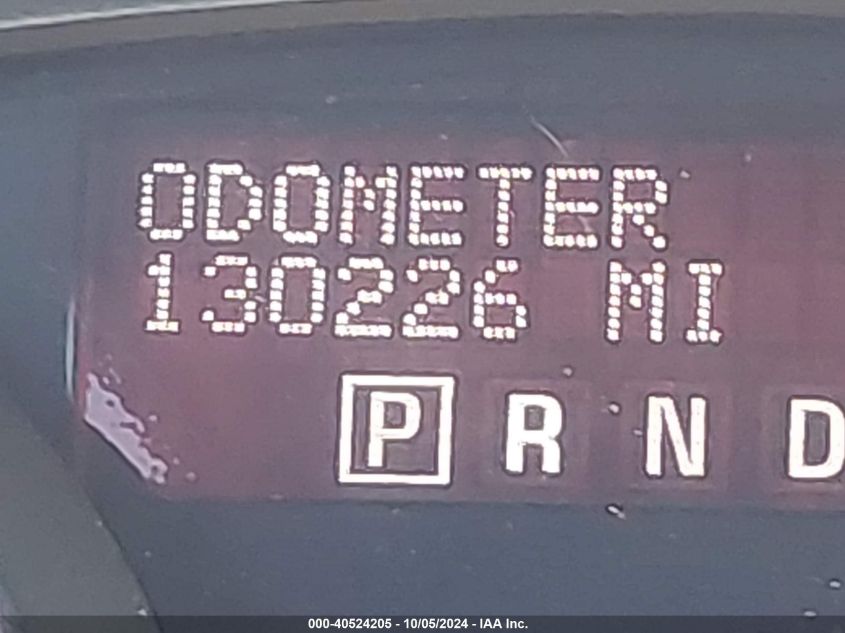 ODOMETER
130226 MI
P R N D
000-40524205 - 10/05/2024 - IAA Inc.